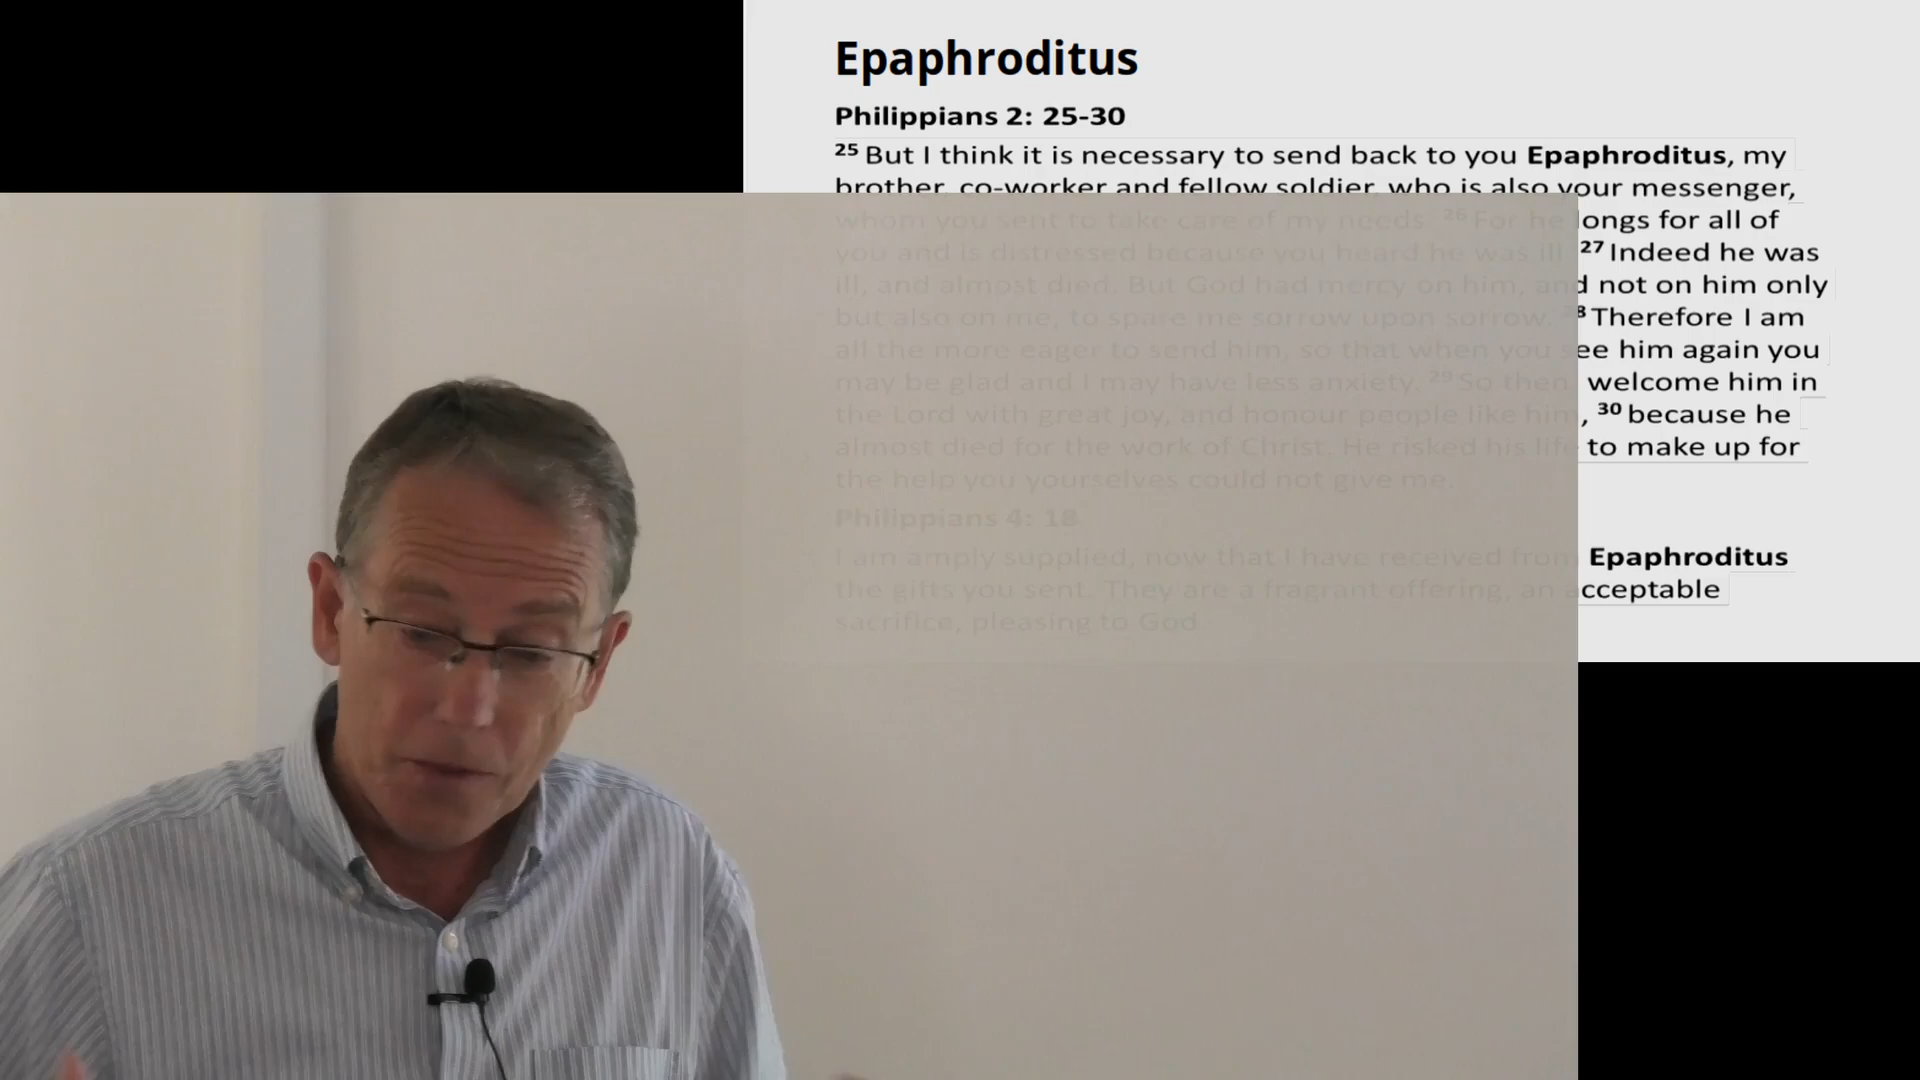 Epaphroditus
Philippians 2: 25-30
25 But I think it is necessary to send back to you Epaphroditus, my
brother, co-worker and fellow soldier, who is also your messenger,
whom you sent to take care of my needs. 26 For he longs for all of
you and is distressed because you heard he was ill. 27 Indeed he was
ill, and almost died. But God had mercy on him, and not on him only
but also on me, to spare me sorrow upon sorrow. 28 Therefore I am
all the more eager to send him, so that when you see him again you
may be glad and I may have less anxiety. 29 So then, welcome him in
the Lord with great joy, and honour people like him, 30 because he
almost died for the work of Christ. He risked his life to make up for
the help you yourselves could not give me.
Philippians 4: 18
I am amply supplied, now that I have received from Epaphroditus
the gifts you sent. They are a fragrant offering, an acceptable
sacrifice, pleasing to God